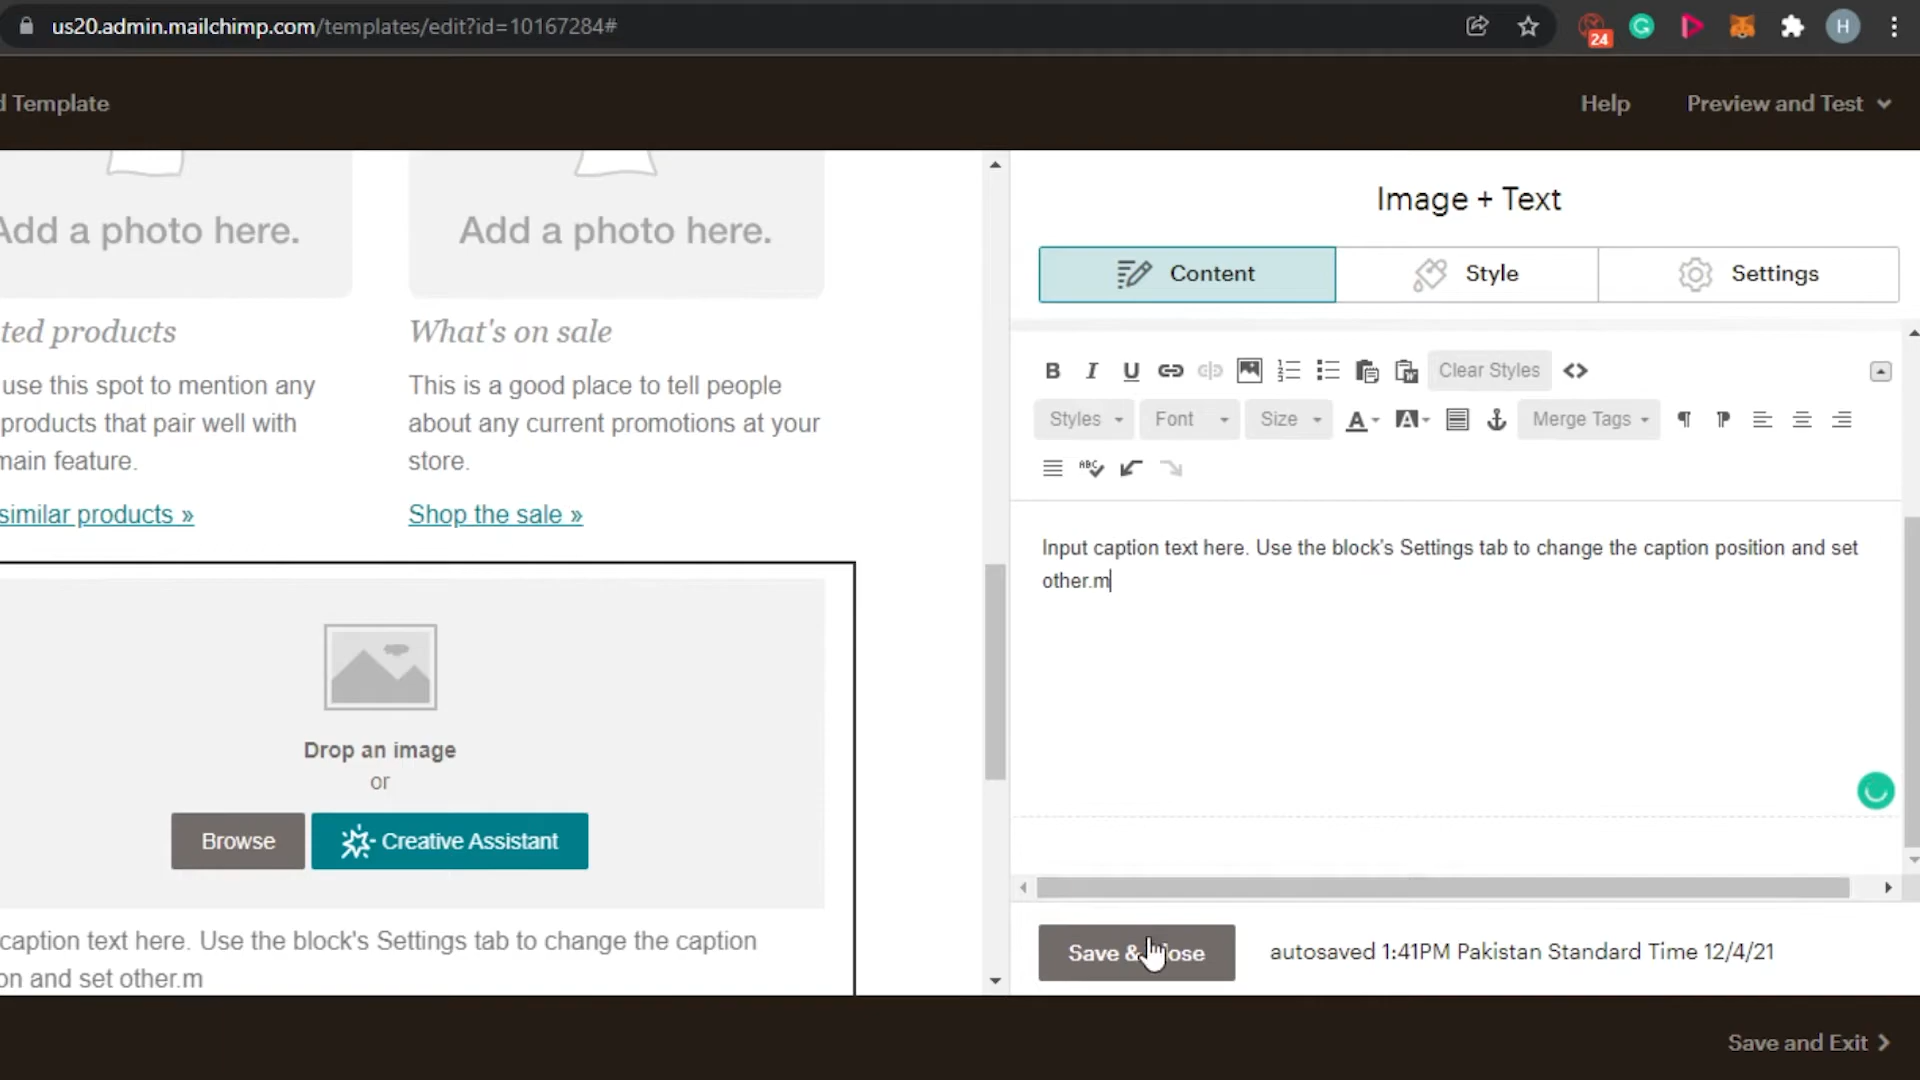 us20.admin.mailchimp.com/templates/edit?id=10167284#
24
H
Template
Help
Preview and Test
Add a photo here.
Add a photo here.
ted products
What's on sale
use this spot to mention any
products that pair well with
main feature.
This is a good place to tell people
about any current promotions at your
store.
similar products »
Shop the sale »
Drop an image
or
Browse
Creative Assistant
caption text here. Use the block's Settings tab to change the caption
on and set other.m
Image + Text
Content
Style
Settings
B I U
Clear Styles
Styles
Font
Size
A
A
Merge Tags
ABC
Input caption text here. Use the block's Settings tab to change the caption position and set
other.m
Save & Close
autosaved 1:41PM Pakistan Standard Time 12/4/21
Save and Exit